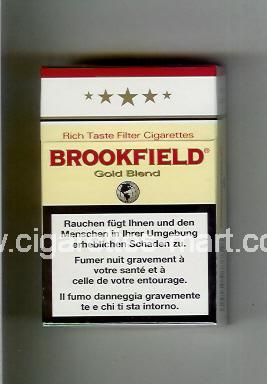 Rich Taste Filter Cigarettes
BROOKFIELD®
Gold Blend
Rauchen fügt Ihnen und den
Menschen in Ihrer Umgebung
erheblichen Schaden zu.
Fumer nuit gravement à
votre santé et à
celle de votre entourage.
Il fumo danneggia gravemente
te e chi ti sta intorno.